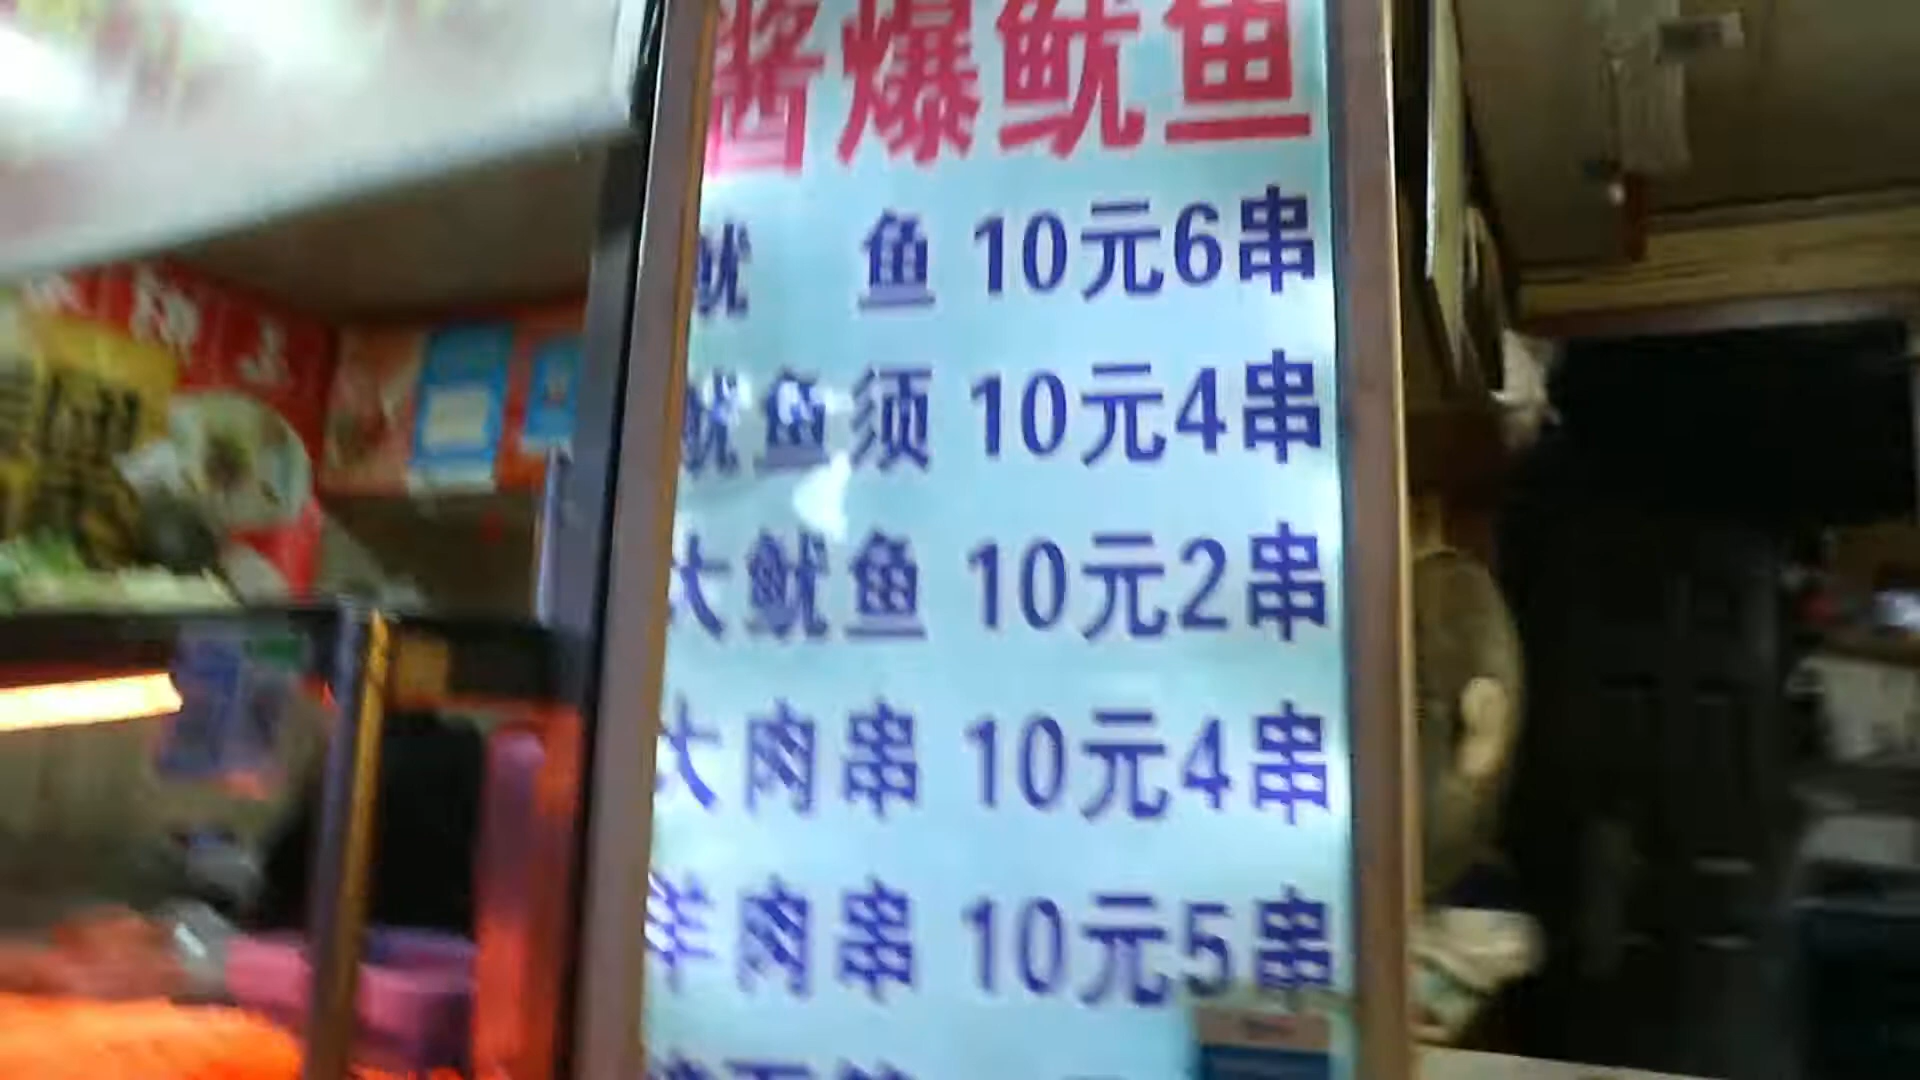 酱爆鱿鱼
鱿 鱼 10元6串
鱿鱼须 10元4串
大鱿鱼 10元2串
大肉串 10元4串
羊肉串 10元5串